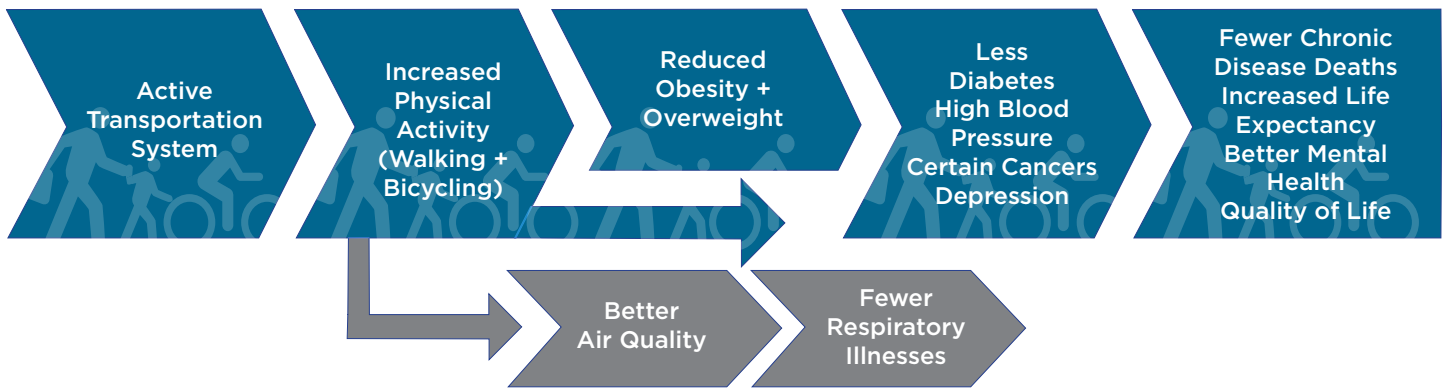 Active
Transportation
System
Increased
Physical
Activity
(Walking +
Bicycling)
Reduced
Obesity +
Overweight
Less
Diabetes
High Blood
Pressure
Certain Cancers
Depression
Fewer Chronic
Disease Deaths
Increased Life
Expectancy
Better Mental
Health
Quality of Life
Better
Air Quality
Fewer
Respiratory
Illnesses